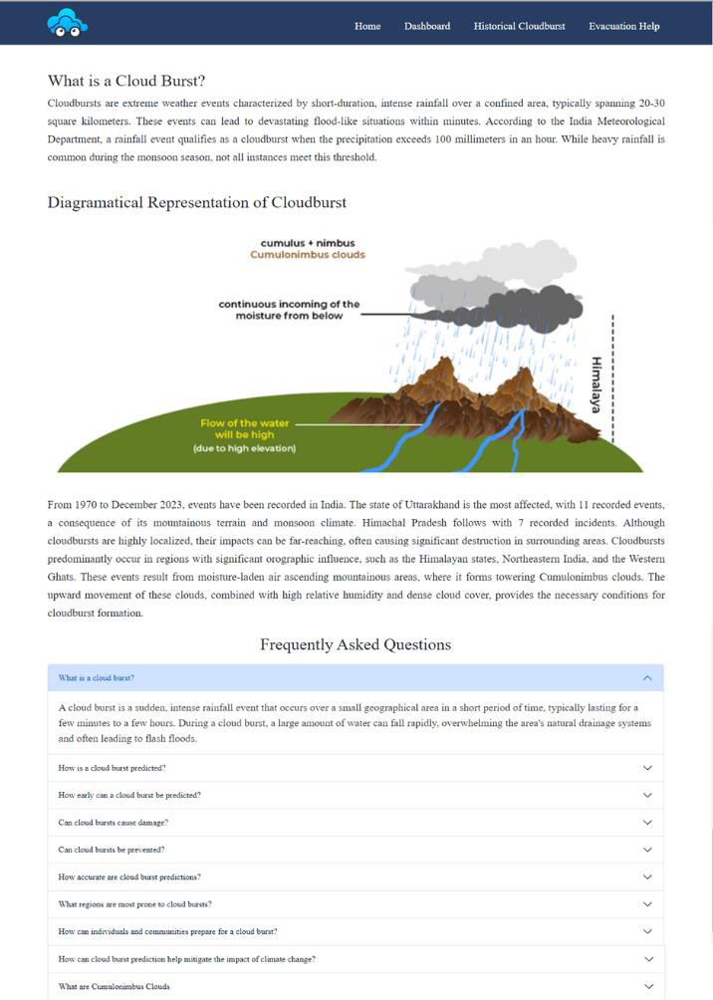 Home Dashboard Historical Cloudburst Evacuation Help
What is a Cloud Burst?
Cloudbursts are extreme weather events characterized by short-duration, intense rainfall over a confined area, typically spanning 20-30
square kilometers. These events can lead to devastating flood-like situations within minutes. According to the India Meteorological
Department, a rainfall event qualifies as a cloudburst when the precipitation exceeds 100 millimeters in an hour. While heavy rainfall is
common during the monsoon season, not all instances meet this threshold.
Diagramatical Representation of Cloudburst
cumulus + nimbus
Cumulonimbus clouds
continuous incoming of the
moisture from below
Himalaya
Flow of the water
will be high
(due to high elevation)
From 1970 to December 2023, events have been recorded in India. The state of Uttarakhand is the most affected, with 11 recorded events,
a consequence of its mountainous terrain and monsoon climate. Himachal Pradesh follows with 7 recorded incidents. Although
cloudbursts are highly localized, their impacts can be far-reaching, often causing significant destruction in surrounding areas. Cloudbursts
predominantly occur in regions with significant orographic influence, such as the Himalayan states, Northeastern India, and the Western
Ghats. These events result from moisture-laden air ascending mountainous areas, where it forms towering Cumulonimbus clouds. The
upward movement of these clouds, combined with high relative humidity and dense cloud cover, provides the necessary conditions for
cloudburst formation.
Frequently Asked Questions
What is a cloud burst?
A cloud burst is a sudden, intense rainfall event that occurs over a small geographical area in a short period of time, typically lasting for a
few minutes to a few hours. During a cloud burst, a large amount of water can fall rapidly, overwhelming the area's natural drainage systems
and often leading to flash floods.
How is a cloud burst predicted?
How early can a cloud burst be predicted?
Can cloud bursts cause damage?
Can cloud bursts be prevented?
How accurate are cloud burst predictions?
What regions are most prone to cloud bursts?
How can individuals and communities prepare for a cloud burst?
How can cloud burst prediction help mitigate the impact of climate change?
What are Cumulonimbus Clouds